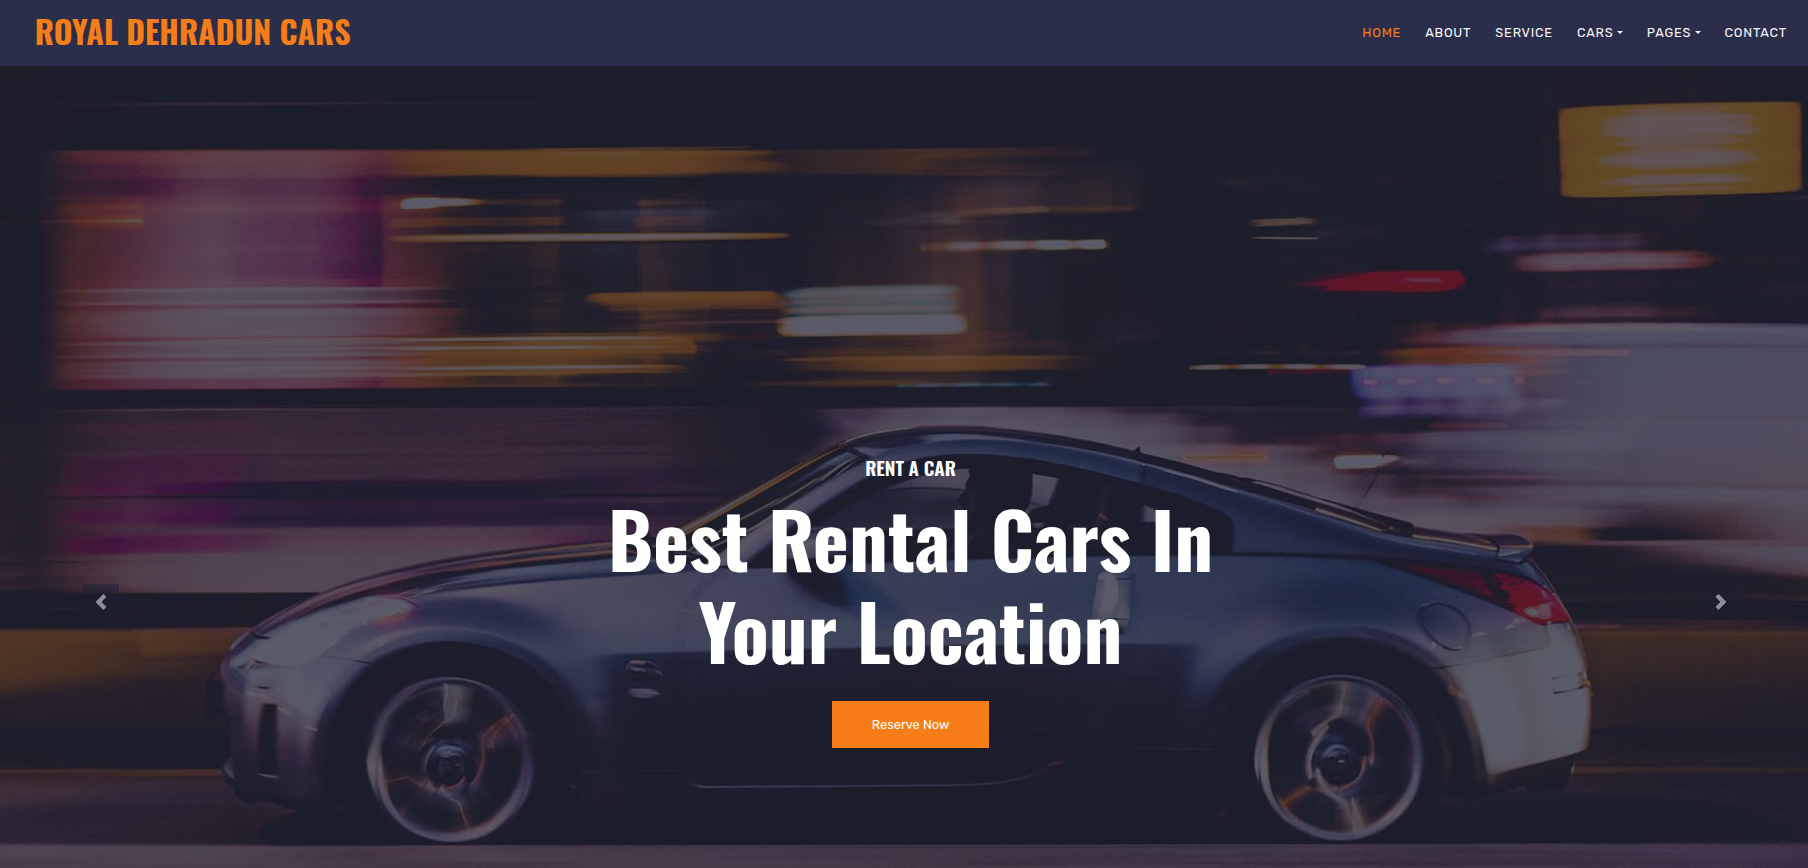 ROYAL DEHRADUN CARS
HOME ABOUT SERVICE CARS PAGES CONTACT
RENT A CAR
Best Rental Cars In
Your Location
Reserve Now